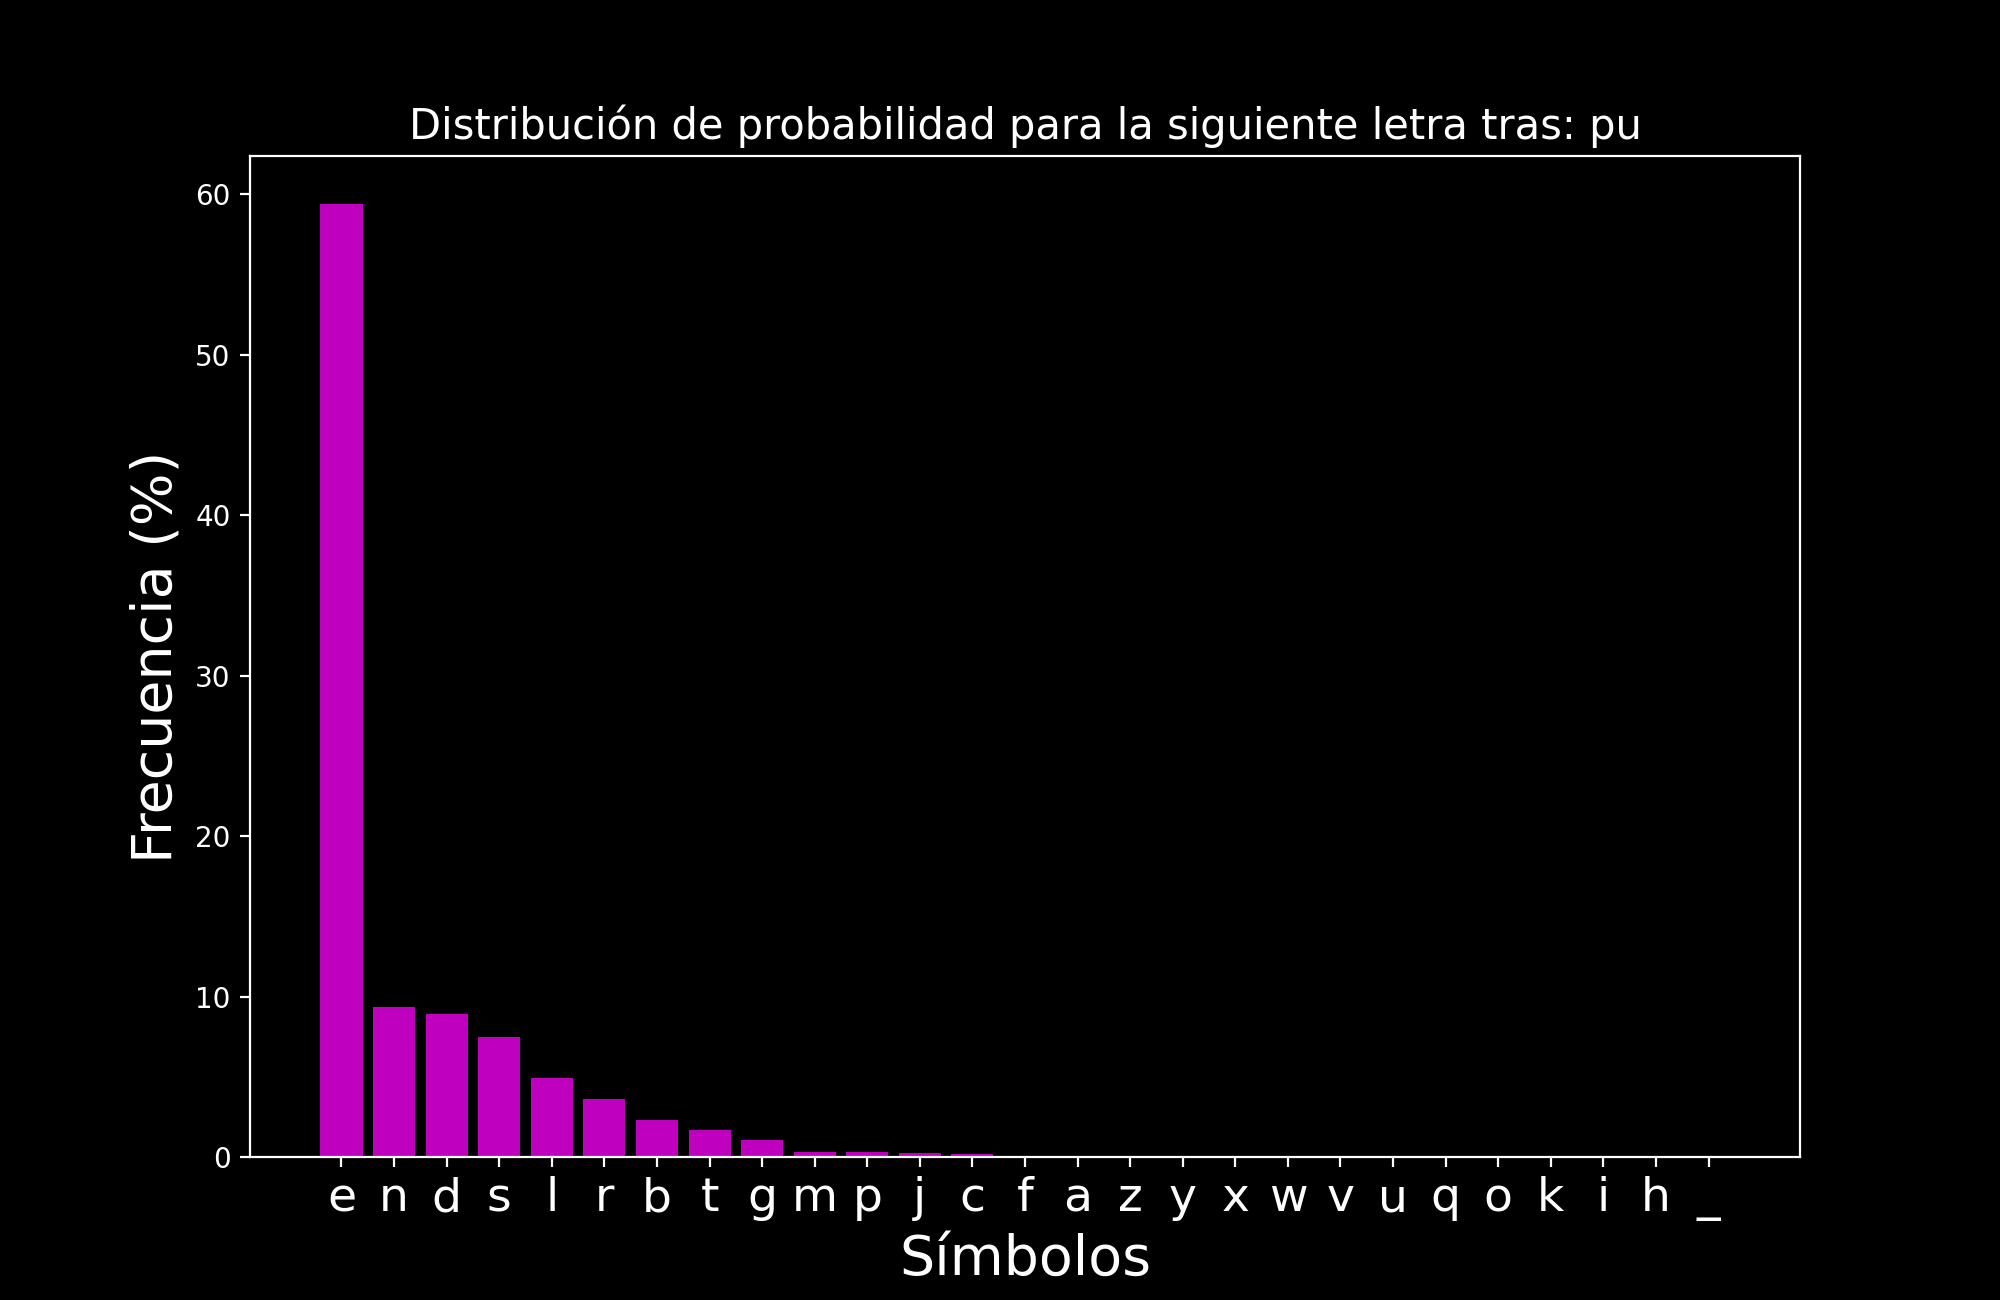 Distribución de probabilidad para la siguiente letra tras: pu
Frecuencia (%)
60
50
40
30
20
10
0
e n d s l r b t g m p j c f a z y x w v u q o k i h _
Símbolos